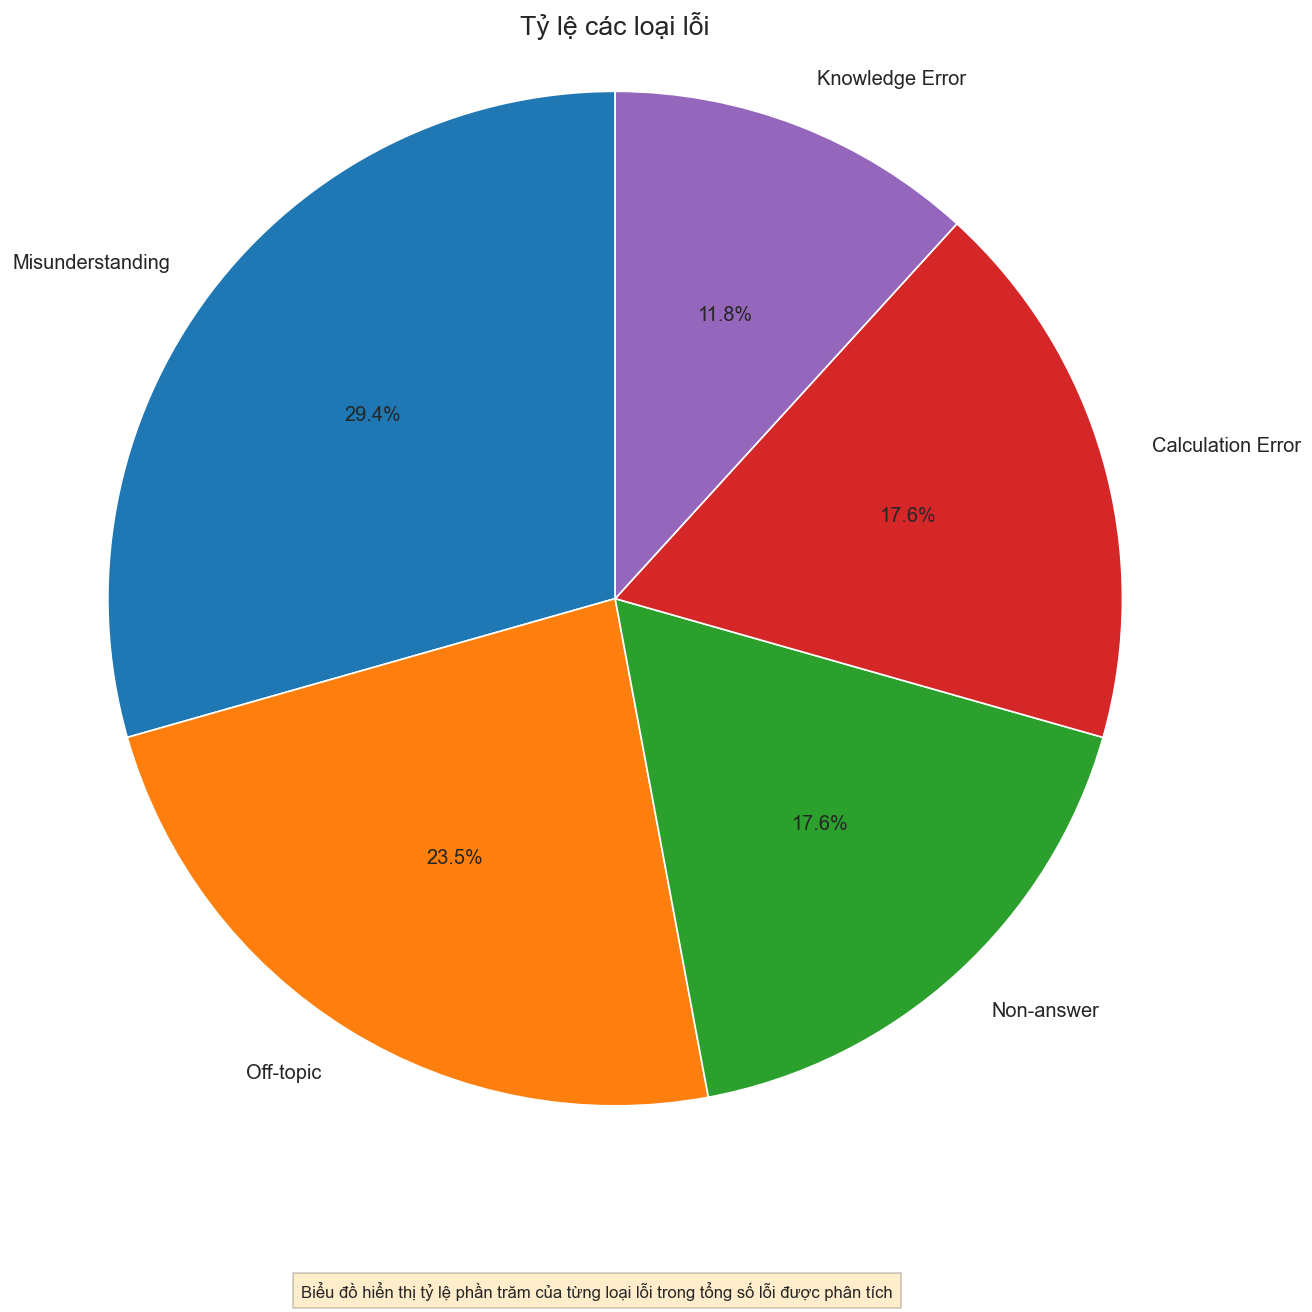 Tỷ lệ các loại lỗi
Knowledge Error
Misunderstanding
11.8%
29.4%
Calculation Error
17.6%
17.6%
23.5%
Non-answer
Off-topic
Biểu đồ hiển thị tỷ lệ phần trăm của từng loại lỗi trong tổng số lỗi được phân tích